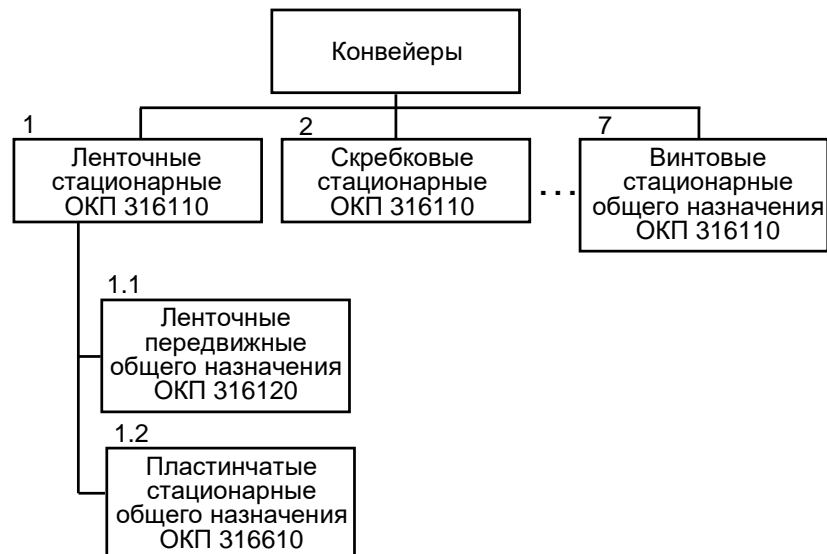 Конвейеры
1
Ленточные
стационарные
ОКП 316110
2
Скребковые
стационарные
ОКП 316110
...
7
Винтовые
стационарные
общего назначения
ОКП 316110
1.1
Ленточные
передвижные
общего назначения
ОКП 316120
1.2
Пластинчатые
стационарные
общего назначения
ОКП 316610